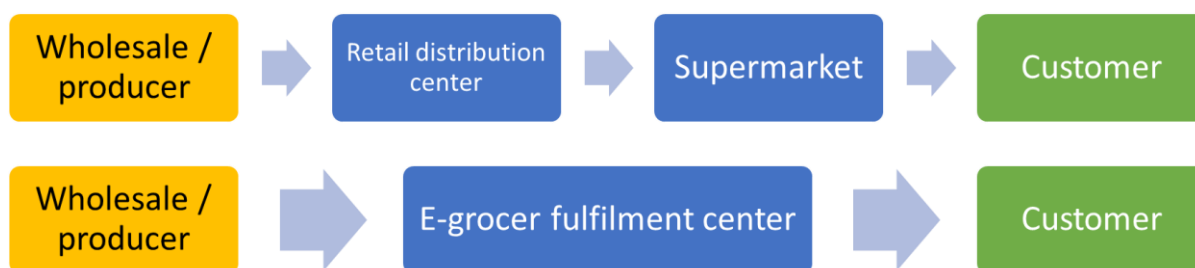 Wholesale /
producer
Retail distribution
center
Supermarket
Customer
Wholesale /
producer
E-grocer fulfilment center
Customer